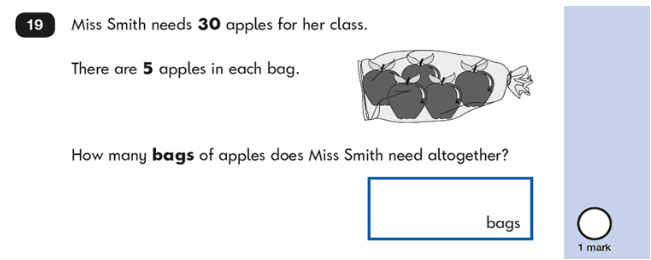 19 Miss Smith needs 30 apples for her class.
There are 5 apples in each bag.
How many bags of apples does Miss Smith need altogether?
bags
1 mark